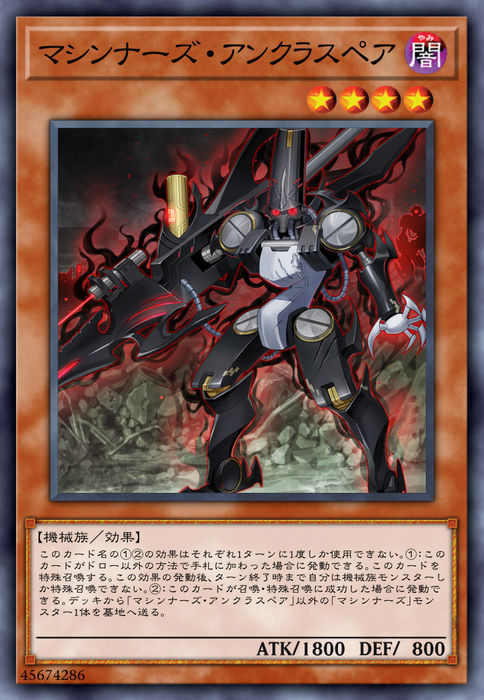 マシンナーズ・アンクラスペア
やみ
闇
【機械族／効果】
このカード名の①②の効果はそれぞれ1ターンに1度しか使用できない。①：この
カードがドロー以外の方法で手札に加わった場合に発動できる。このカードを
特殊召喚する。この効果の発動後、ターン終了時まで自分は機械族モンスターし
か特殊召喚できない。②：このカードが召喚・特殊召喚に成功した場合に発動でき
る。デッキから「マシンナーズ・アンクラスペア」以外の「マシンナーズ」モン
スター1体を墓地へ送る。
ATK/1800 DEF/ 800
45674286